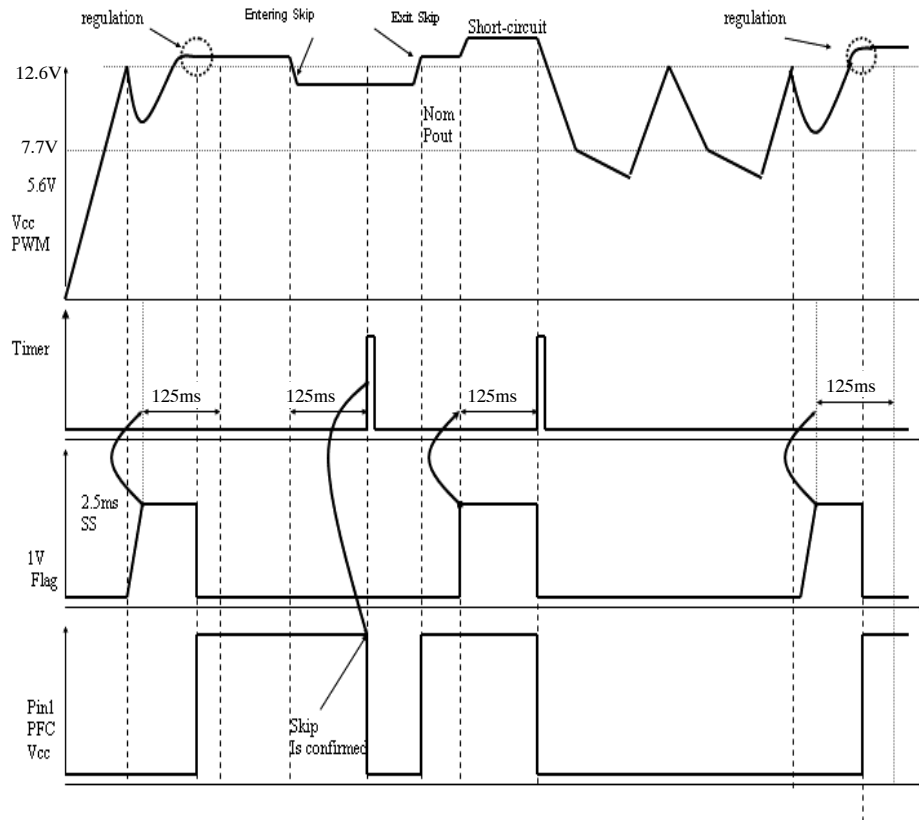 regulation
Entering Skip
Exit Skip
Short-circuit
regulation
12.6V
7.7V
5.6V
Vcc
PWM
Nom
Pout
Timer
125ms
125ms
125ms
125ms
2.5ms
SS
1V
Flag
Pin1
PFC
Vcc
Skip
Is confirmed